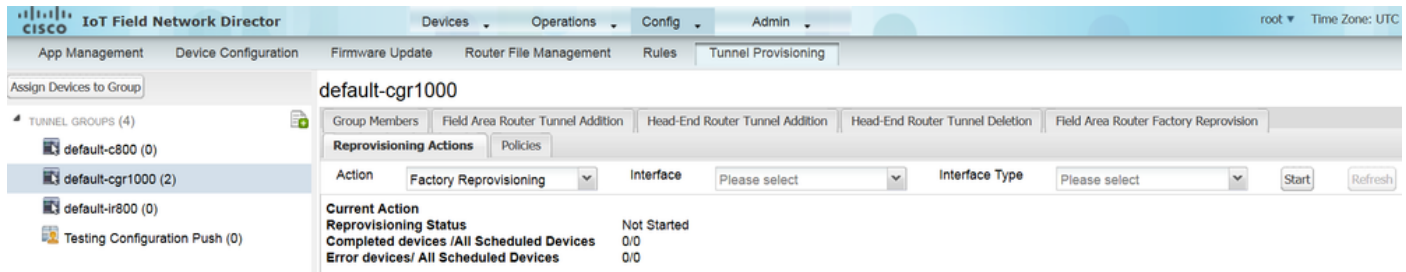 CISCO IoT Field Network Director Devices Operations Config Admin root Time Zone: UTC
App Management Device Configuration Firmware Update Router File Management Rules Tunnel Provisioning
Assign Devices to Group
default-cgr1000
TUNNEL GROUPS (4)
default-c800 (0)
default-cgr1000 (2)
default-ir800 (0)
Testing Configuration Push (0)
Group Members Field Area Router Tunnel Addition Head-End Router Tunnel Addition Head-End Router Tunnel Deletion Field Area Router Factory Reprovision
Reprovisioning Actions Policies
Action Factory Reprovisioning Interface Please select Interface Type Please select Start Refresh
Current Action
Reprovisioning Status Not Started
Completed devices /All Scheduled Devices 0/0
Error devices/ All Scheduled Devices 0/0